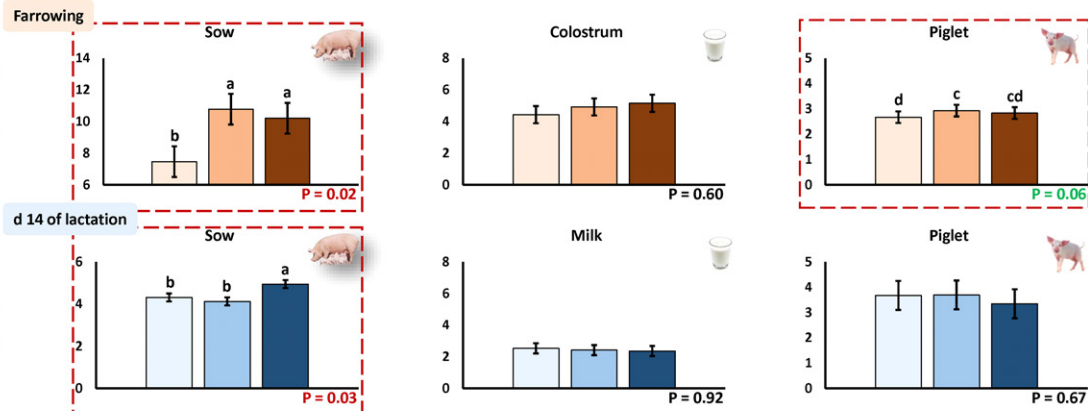 Farrowing
Sow
14
12
10
8
6
b
a
a
P = 0.02
Colostrum
8
6
4
2
0
P = 0.60
Piglet
5
4
3
2
1
0
d
c
cd
P = 0.06
d 14 of lactation
Sow
6
4
2
0
b
b
a
P = 0.03
Milk
8
6
4
2
0
P = 0.92
Piglet
5
4
3
2
1
0
P = 0.67